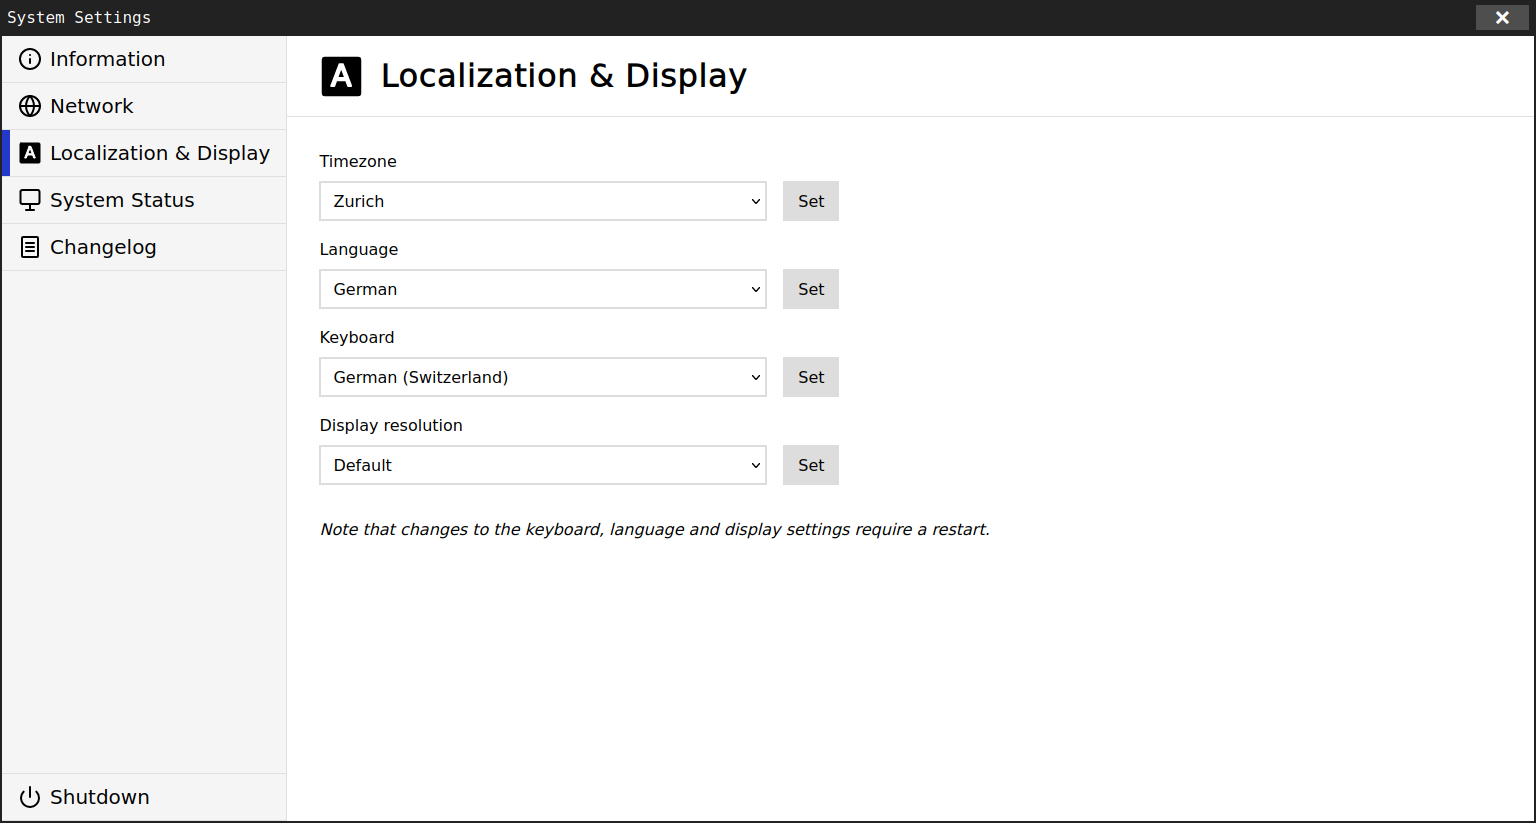 System Settings
Information
Network
Localization & Display
System Status
Changelog
Shutdown
Localization & Display
Timezone
Zurich
Set
Language
German
Set
Keyboard
German (Switzerland)
Set
Display resolution
Default
Set
Note that changes to the keyboard, language and display settings require a restart.